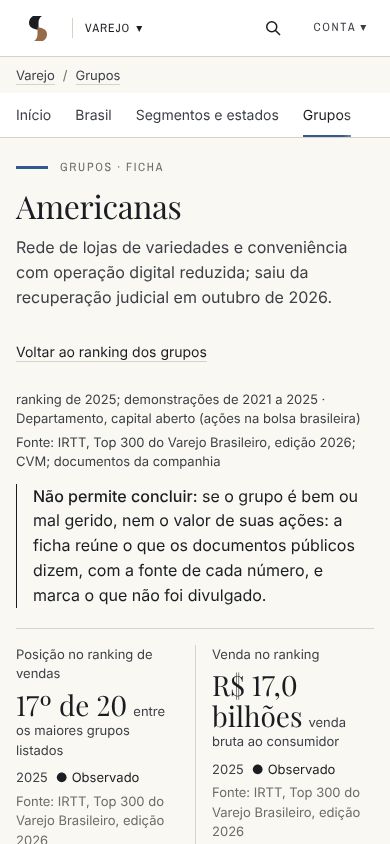 VAREJO ▾
CONTA ▾
Varejo / Grupos
Início Brasil Segmentos e estados Grupos
GRUPOS · FICHA
Americanas
Rede de lojas de variedades e conveniência
com operação digital reduzida; saiu da
recuperação judicial em outubro de 2026.
Voltar ao ranking dos grupos
ranking de 2025; demonstrações de 2021 a 2025 ·
Departamento, capital aberto (ações na bolsa brasileira)
Fonte: IRTT, Top 300 do Varejo Brasileiro, edição 2026;
CVM; documentos da companhia
Não permite concluir: se o grupo é bem ou
mal gerido, nem o valor de suas ações: a
ficha reúne o que os documentos públicos
dizem, com a fonte de cada número, e
marca o que não foi divulgado.
Posição no ranking de
vendas
17º de 20 entre
os maiores grupos
listados
2025 ● Observado
Fonte: IRTT, Top 300 do
Varejo Brasileiro, edição
2026
Venda no ranking
R$ 17,0
bilhões venda
bruta ao consumidor
2025 ● Observado
Fonte: IRTT, Top 300 do
Varejo Brasileiro, edição
2026